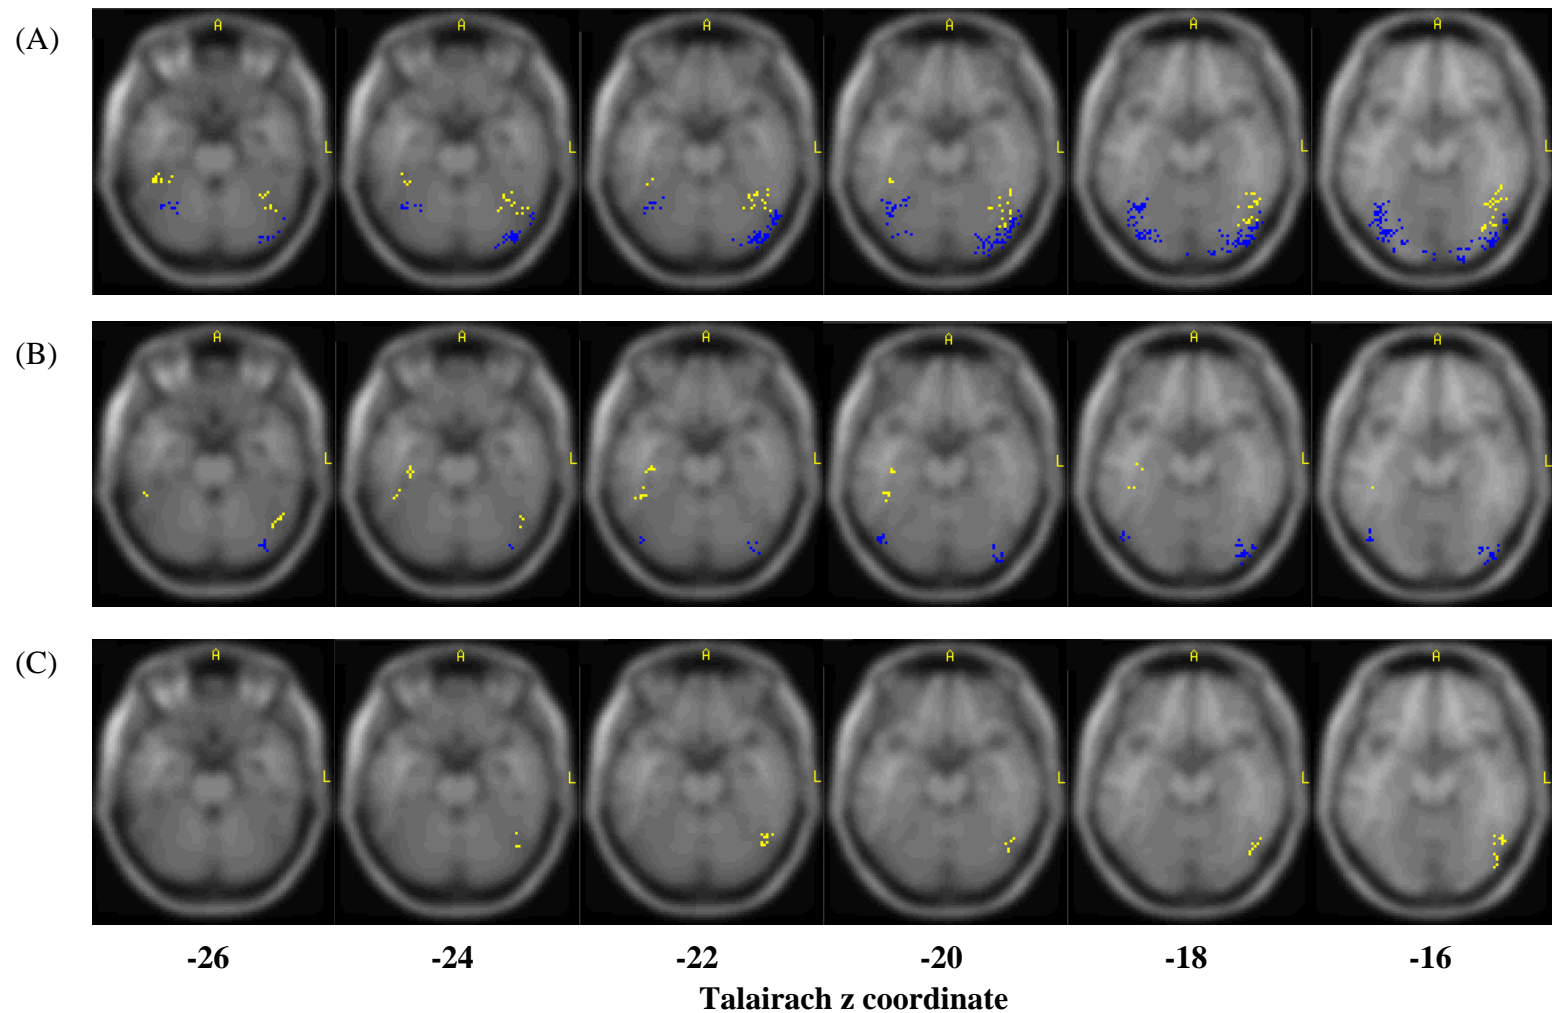 (A)
A A A A A A
L L L L L L
(B)
A A A A A A
L L L L L L
(C)
A A A A A A
L L L L L L
-26 -24 -22 -20 -18 -16
Talairach z coordinate